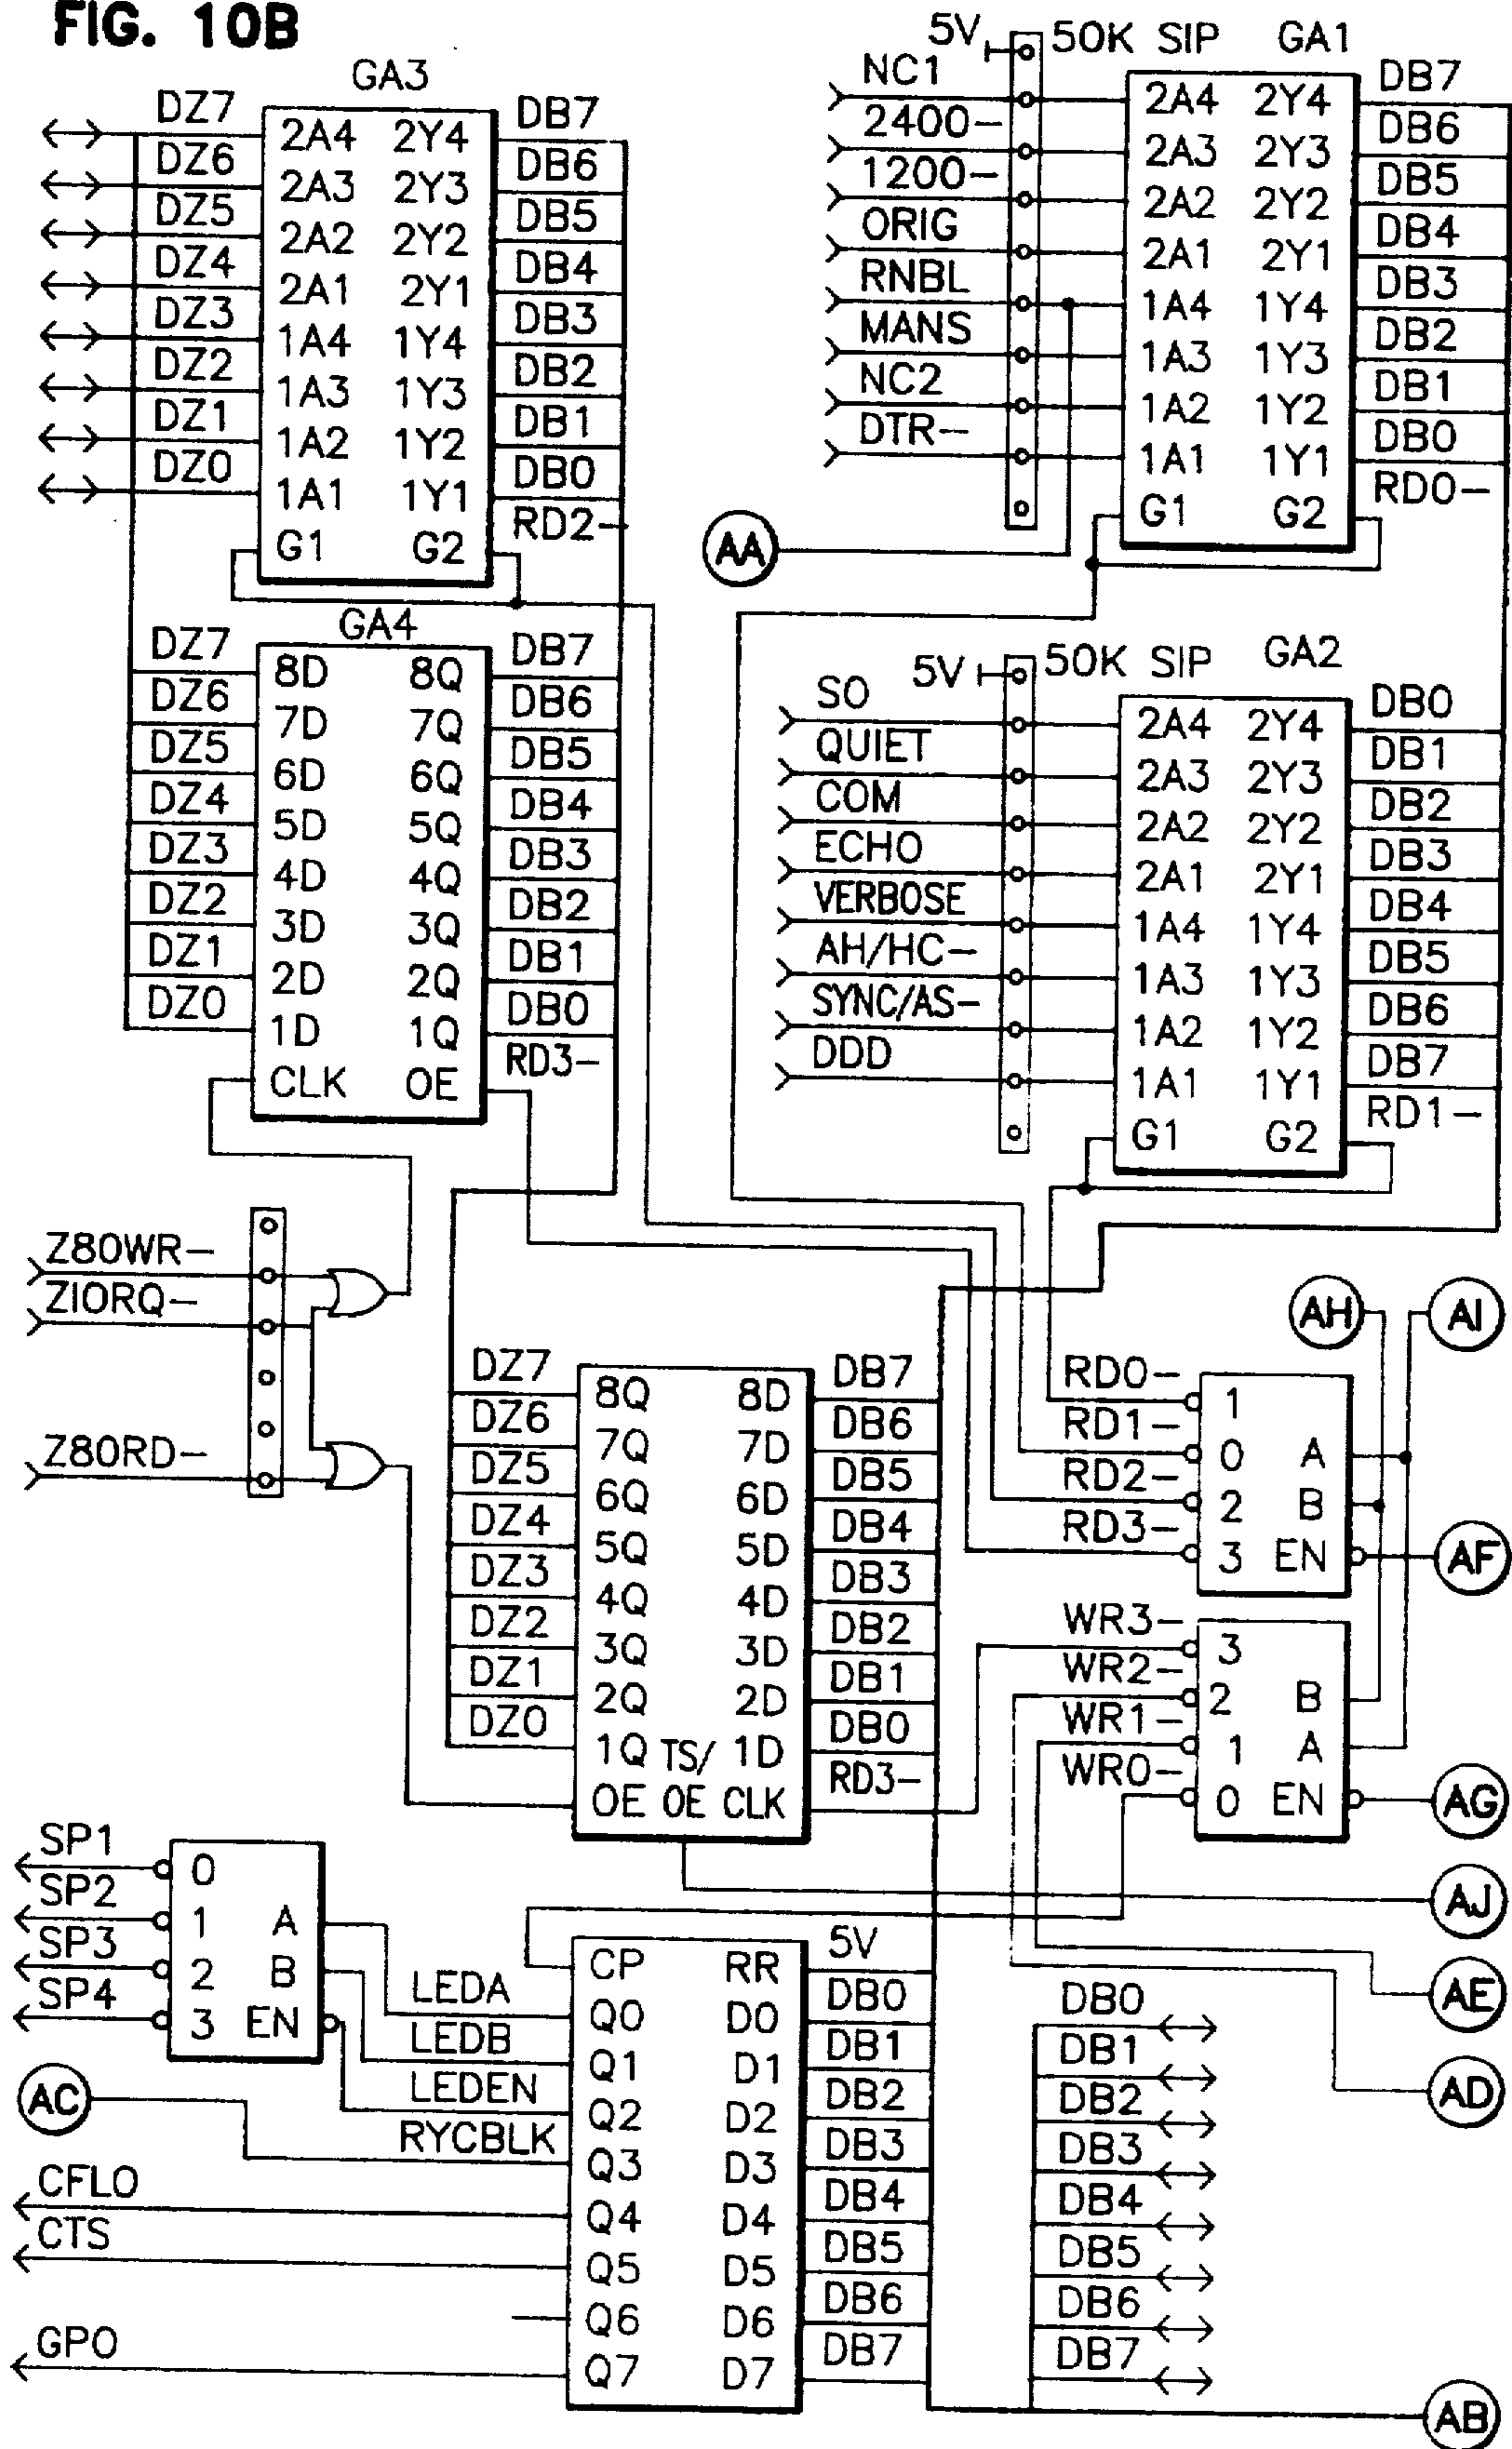 FIG. 10B
GA3
DZ7 2A4 2Y4 DB7
DZ6 2A3 2Y3 DB6
DZ5 2A2 2Y2 DB5
DZ4 2A1 2Y1 DB4
DZ3 1A4 1Y4 DB3
DZ2 1A3 1Y3 DB2
DZ1 1A2 1Y2 DB1
DZ0 1A1 1Y1 DB0
G1 G2 RD2-
5V 50K SIP GA1
NC1 2A4 2Y4 DB7
2400- 2A3 2Y3 DB6
1200- 2A2 2Y2 DB5
ORIG 2A1 2Y1 DB4
RNBL 1A4 1Y4 DB3
MANS 1A3 1Y3 DB2
NC2 1A2 1Y2 DB1
DTR- 1A1 1Y1 DB0
G1 G2 RD0-
AA
GA4
DZ7 8D 8Q DB7
DZ6 7D 7Q DB6
DZ5 6D 6Q DB5
DZ4 5D 5Q DB4
DZ3 4D 4Q DB3
DZ2 3D 3Q DB2
DZ1 2D 2Q DB1
DZ0 1D 1Q DB0
CLK OE RD3-
5V 50K SIP GA2
SO 2A4 2Y4 DB0
QUIET 2A3 2Y3 DB1
COM 2A2 2Y2 DB2
ECHO 2A1 2Y1 DB3
VERBOSE 1A4 1Y4 DB4
AH/HC- 1A3 1Y3 DB5
SYNC/AS- 1A2 1Y2 DB6
DDD 1A1 1Y1 DB7
G1 G2 RD1-
Z80WR-
ZIORQ-
Z80RD-
DZ7 8Q 8D DB7
DZ6 7Q 7D DB6
DZ5 6Q 6D DB5
DZ4 5Q 5D DB4
DZ3 4Q 4D DB3
DZ2 3Q 3D DB2
DZ1 2Q 2D DB1
DZ0 1Q TS/ 1D DB0
OE OE CLK RD3-
AH AI
RD0- 1
RD1- 0 A
RD2- 2 B
RD3- 3 EN AF
WR3- 3
WR2- 2 B
WR1- 1 A
WR0- 0 EN AG
AJ
AE
AD
SP1 0
SP2 1 A
SP3 2 B
SP4 3 EN
AC
CP RR 5V
LEDA Q0 D0 DB0
LEDB Q1 D1 DB1
LEDEN Q2 D2 DB2
RYCBLK Q3 D3 DB3
CFLO Q4 D4 DB4
CTS Q5 D5 DB5
Q6 D6 DB6
GPO Q7 D7 DB7
DB0
DB1
DB2
DB3
DB4
DB5
DB6
DB7
AB